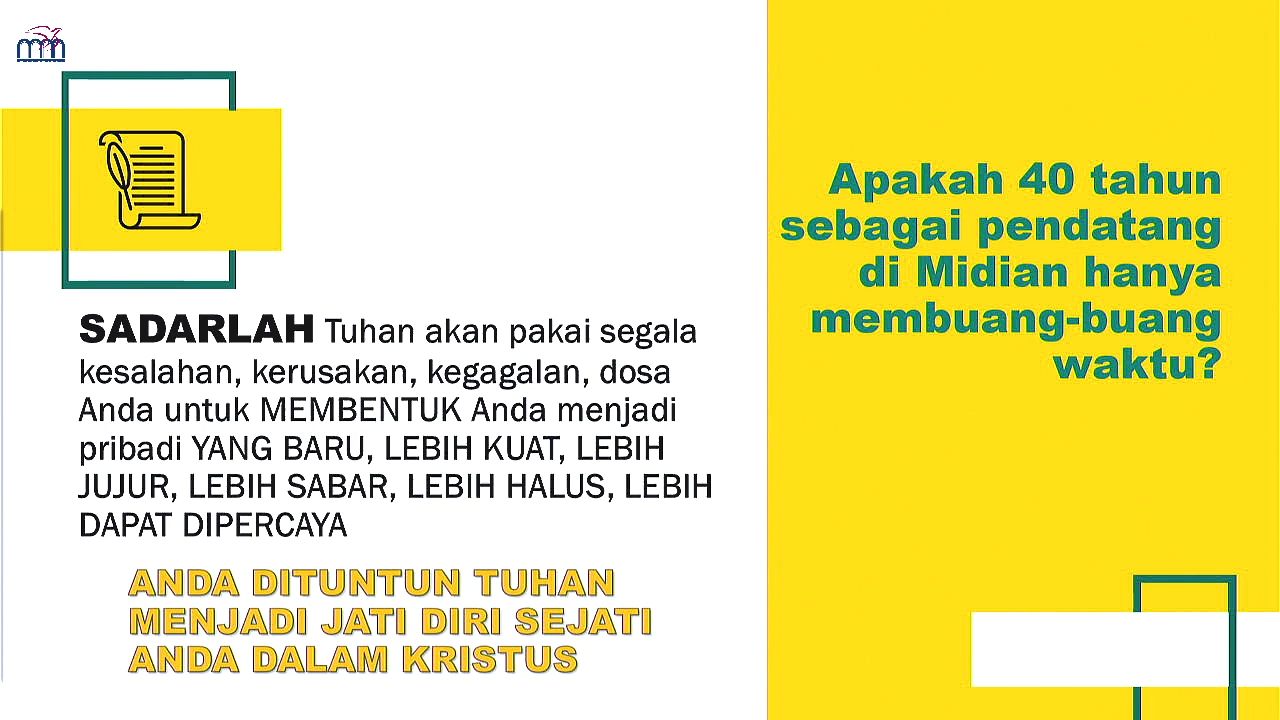 SADARLAH Tuhan akan pakai segala
kesalahan, kerusakan, kegagalan, dosa
Anda untuk MEMBENTUK Anda menjadi
pribadi YANG BARU, LEBIH KUAT, LEBIH
JUJUR, LEBIH SABAR, LEBIH HALUS, LEBIH
DAPAT DIPERCAYA
ANDA DITUNTUN TUHAN
MENJADI JATI DIRI SEJATI
ANDA DALAM KRISTUS
Apakah 40 tahun
sebagai pendatang
di Midian hanya
membuang-buang
waktu?